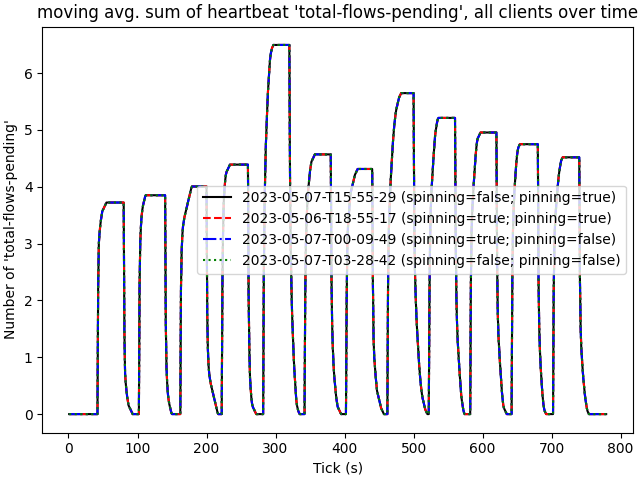 moving avg. sum of heartbeat 'total-flows-pending', all clients over time
Number of 'total-flows-pending'
6
5
4
3
2
1
0
2023-05-07-T15-55-29 (spinning=false; pinning=true)
2023-05-06-T18-55-17 (spinning=true; pinning=true)
2023-05-07-T00-09-49 (spinning=true; pinning=false)
2023-05-07-T03-28-42 (spinning=false; pinning=false)
0 100 200 300 400 500 600 700 800
Tick (s)